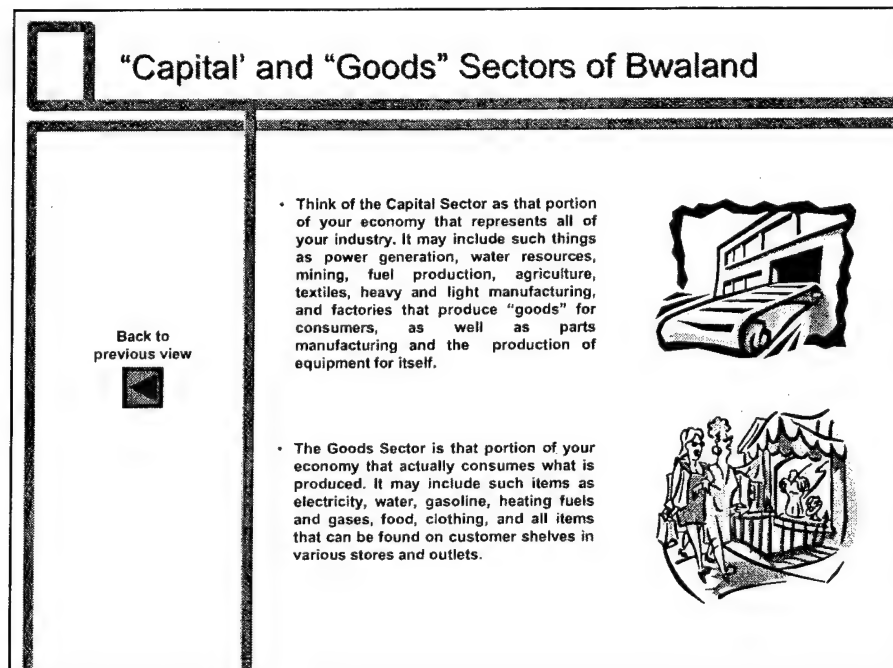 “Capital’ and “Goods” Sectors of Bwaland
Back to
previous view
• Think of the Capital Sector as that portion
of your economy that represents all of
your industry. It may include such things
as power generation, water resources,
mining, fuel production, agriculture,
textiles, heavy and light manufacturing,
and factories that produce “goods” for
consumers, as well as parts
manufacturing and the production of
equipment for itself.
• The Goods Sector is that portion of your
economy that actually consumes what is
produced. It may include such items as
electricity, water, gasoline, heating fuels
and gases, food, clothing, and all items
that can be found on customer shelves in
various stores and outlets.